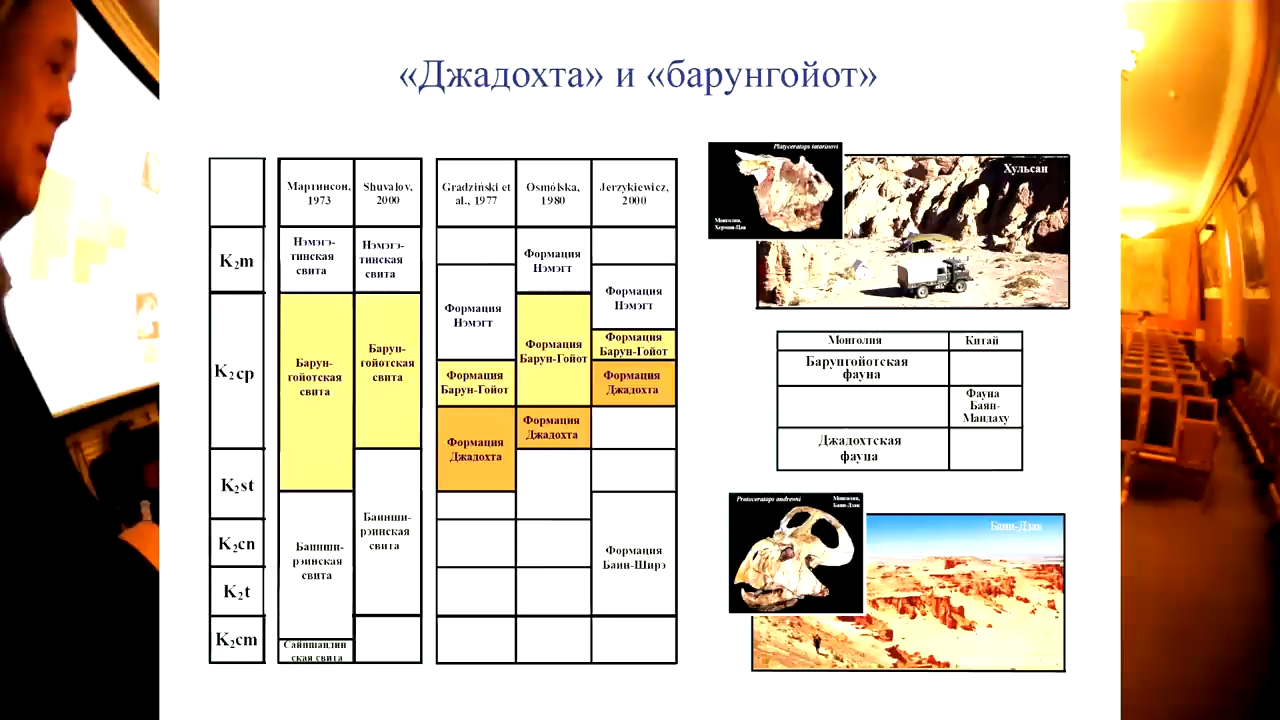 «Джадохта» и «барунгойот»
Мартинсон,
1973
Shuvalov,
2000
Gradziński et
al., 1977
Osmólska,
1980
Jerzykiewicz,
2000
K₂m
Нэмэгэ-
тинская
свита
Нэмэгэ-
тинская
свита
Формация
Нэмэгт
Формация
Нэмэгт
Формация
Нэмэгт
K₂cp
Барун-
гойотская
свита
Барун-
гойотская
свита
Формация
Барун-Гойот
Формация
Барун-Гойот
Формация
Барун-Гойот
Формация
Джадохта
Формация
Джадохта
Формация
Джадохта
K₂st
K₂cn
K₂t
K₂cm
Баинши-
рэинская
свита
Баинши-
рэинская
свита
Формация
Баин-Ширэ
Сайншандин
ская свита
Platyceratops tatarinovi
Монголия,
Хермин-Цав
Хульсан
Монголия
Китай
Барунгойотская
фауна
Фауна
Баян-
Мандаху
Джадохтская
фауна
Protoceratops andrewsi
Монголия,
Баин-Дзак
Баин-Дзак